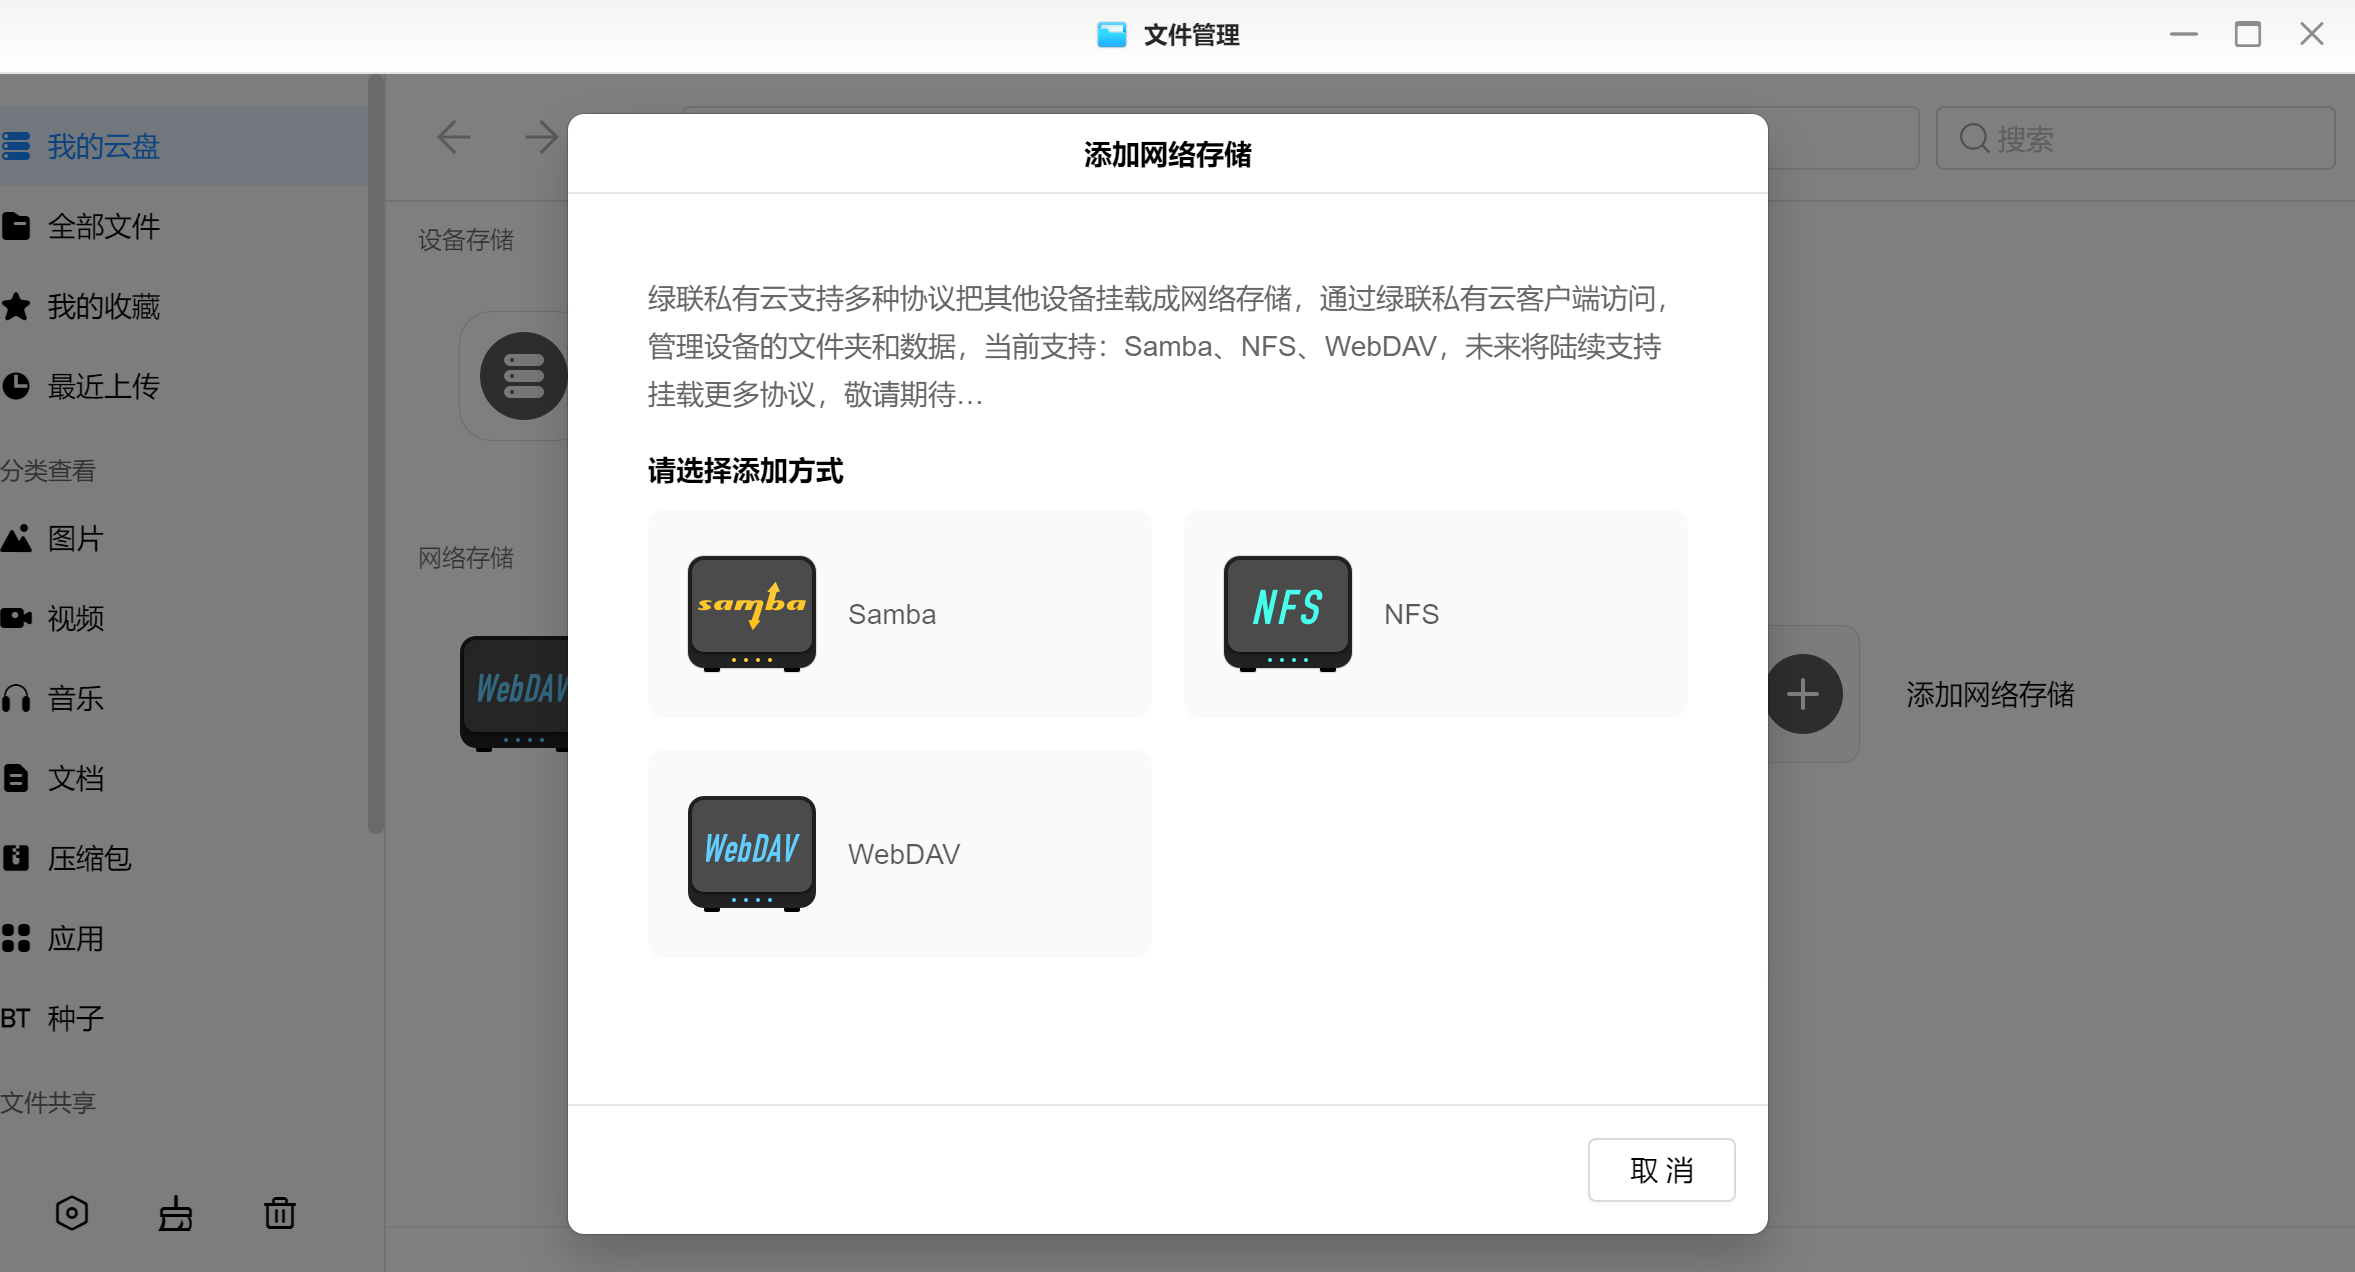 文件管理
我的云盘
全部文件
我的收藏
最近上传
分类查看
图片
视频
音乐
文档
压缩包
应用
BT 种子
文件共享
搜索
设备存储
网络存储
WebDAV
添加网络存储
添加网络存储
绿联私有云支持多种协议把其他设备挂载成网络存储，通过绿联私有云客户端访问，
管理设备的文件夹和数据，当前支持：Samba、NFS、WebDAV，未来将陆续支持
挂载更多协议，敬请期待...
请选择添加方式
samba
Samba
NFS
NFS
WebDAV
WebDAV
取 消